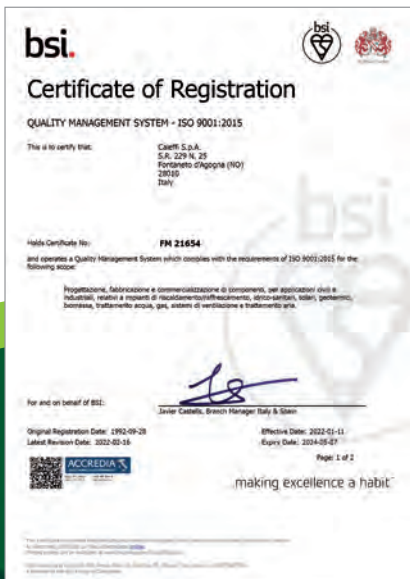 bsi.
bsi
Certificate of Registration
QUALITY MANAGEMENT SYSTEM - ISO 9001:2015
This is to certify that:
Caleffi S.p.A.
S.R. 229 N. 25
Fontaneto d'Agogna (NO)
28010
Italy
Holds Certificate No:
FM 21654
and operates a Quality Management System which complies with the requirements of ISO 9001:2015 for the
following scope:
Progettazione, fabbricazione e commercializzazione di componenti, per applicazioni civili e
industriali, relativi a impianti di riscaldamento/raffrescamento, idrico-sanitari, solari, geotermici,
biomassa, trattamento acqua, gas, sistemi di ventilazione e trattamento aria.
For and on behalf of BSI:
Javier Castells, Branch Manager Italy & Spain
Original Registration Date: 1992-09-28
Effective Date: 2022-01-11
Latest Revision Date: 2022-02-16
Expiry Date: 2024-05-07
Page: 1 of 2
ACCREDIA
making excellence a habit